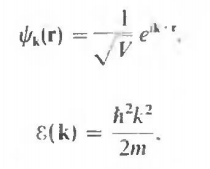 ψ_k(r) = 1/√V e^{ik·r},
ε(k) = ħ²k²/2m.